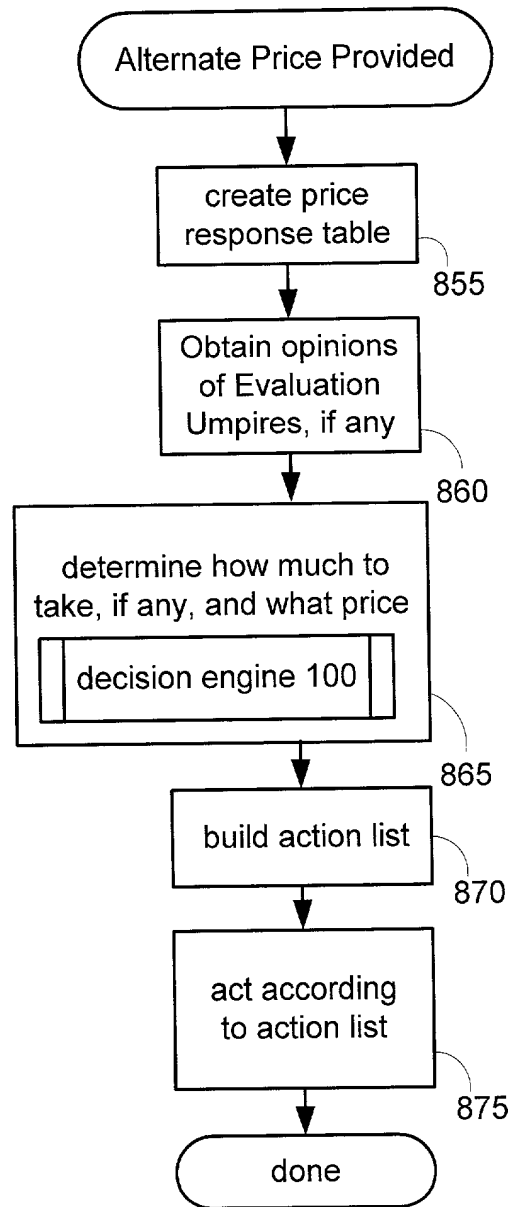 Alternate Price Provided
create price
response table
855
Obtain opinions
of Evaluation
Umpires, if any
860
determine how much to
take, if any, and what price
decision engine 100
865
build action list
870
act according
to action list
875
done